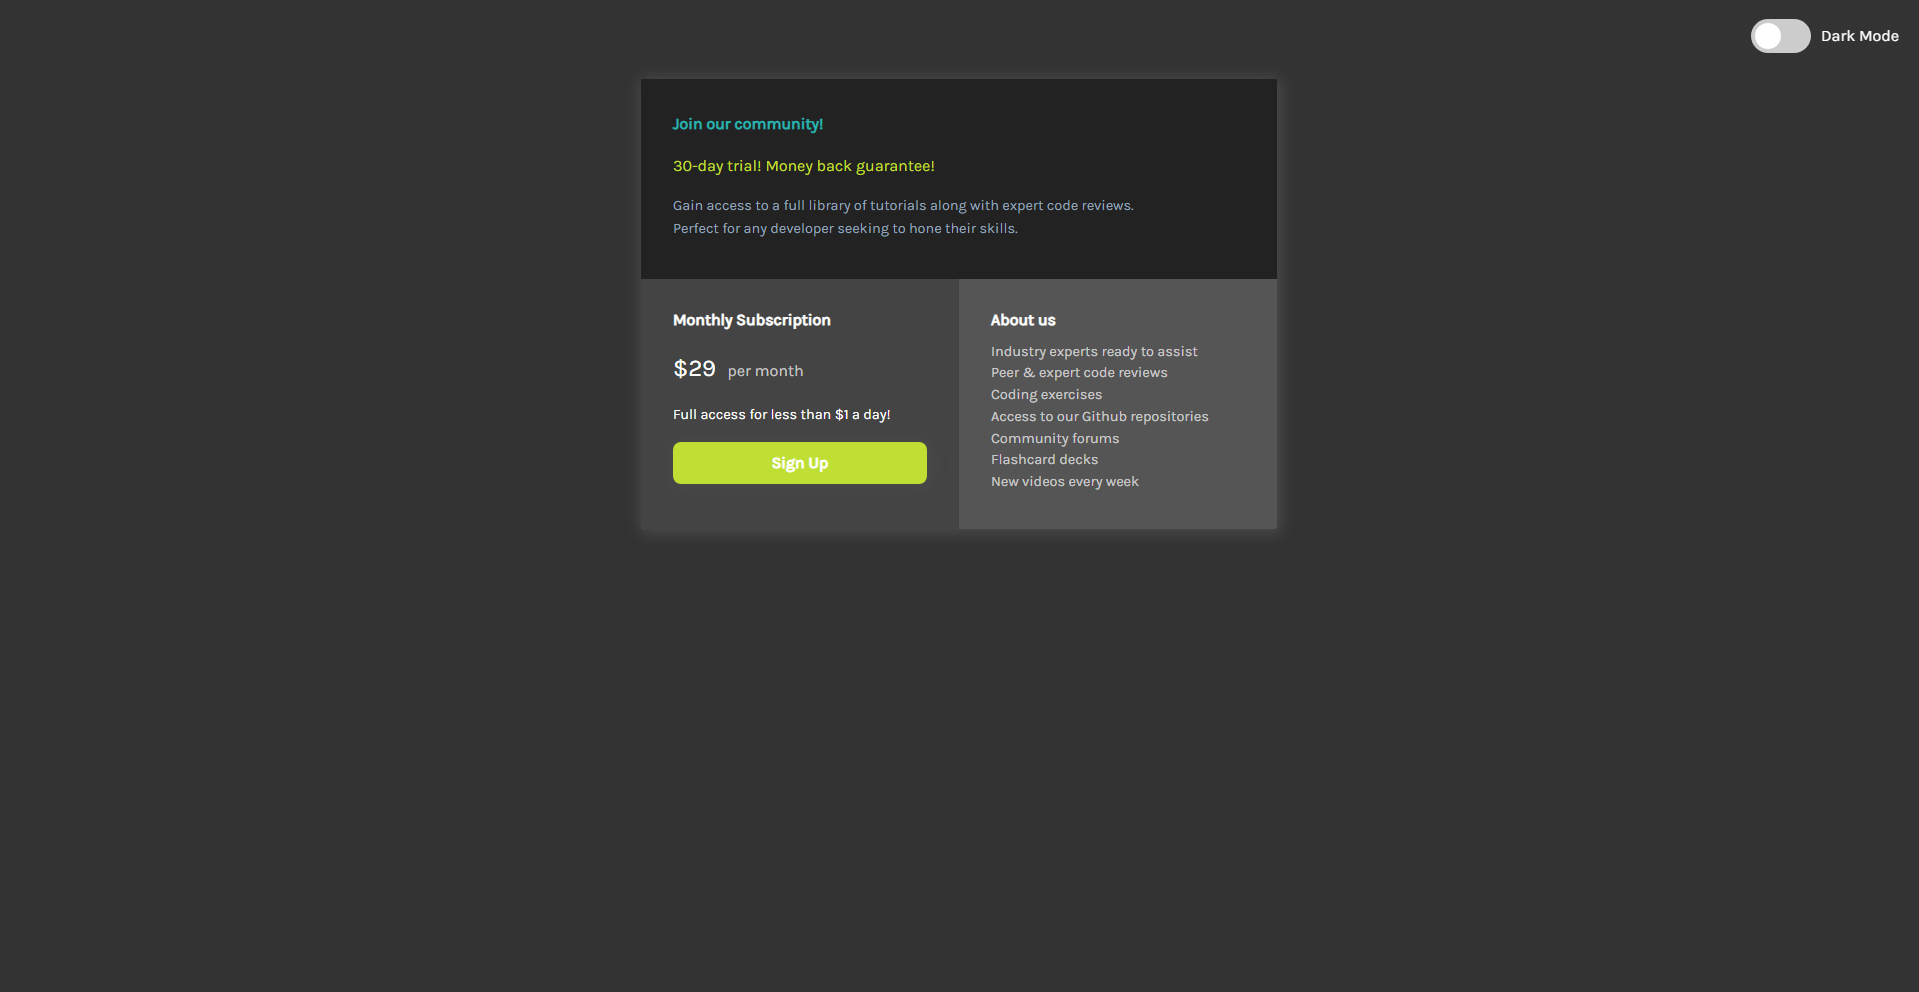 Dark Mode
Join our community!
30-day trial! Money back guarantee!
Gain access to a full library of tutorials along with expert code reviews.
Perfect for any developer seeking to hone their skills.
Monthly Subscription
$29 per month
Full access for less than $1 a day!
Sign Up
About us
Industry experts ready to assist
Peer & expert code reviews
Coding exercises
Access to our Github repositories
Community forums
Flashcard decks
New videos every week